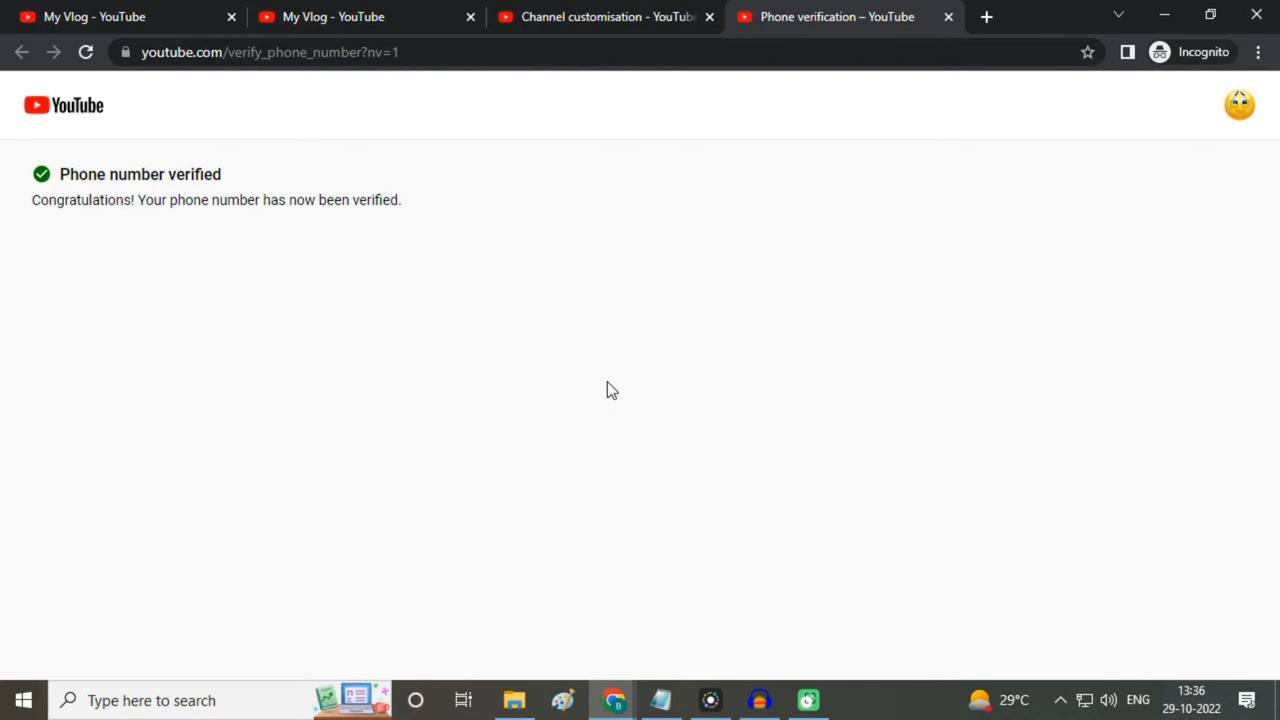 My Vlog - YouTube
My Vlog - YouTube
Channel customisation - YouTube
Phone verification – YouTube
youtube.com/verify_phone_number?nv=1
Incognito
YouTube
Phone number verified
Congratulations! Your phone number has now been verified.
Type here to search
B
29°C
ENG
13:36
29-10-2022